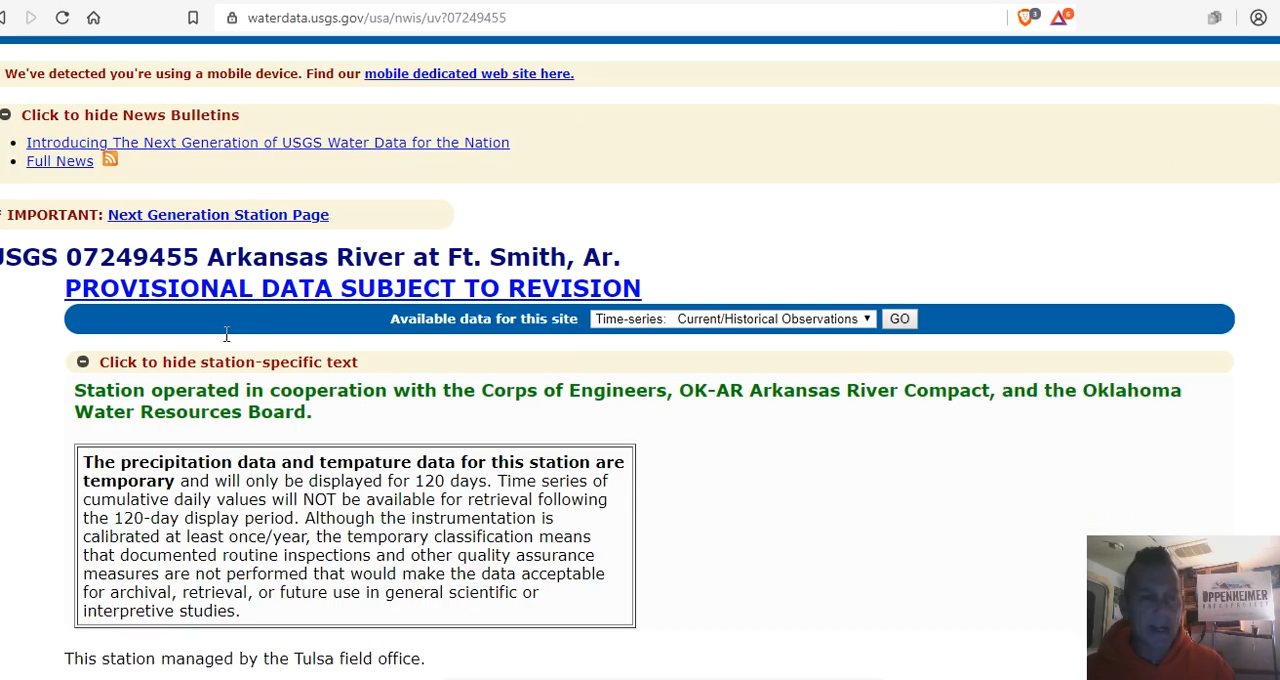 waterdata.usgs.gov/usa/nwis/uv?07249455
3
6
We've detected you're using a mobile device. Find our mobile dedicated web site here.
Click to hide News Bulletins
Introducing The Next Generation of USGS Water Data for the Nation
Full News
IMPORTANT: Next Generation Station Page
USGS 07249455 Arkansas River at Ft. Smith, Ar.
PROVISIONAL DATA SUBJECT TO REVISION
Available data for this site Time-series: Current/Historical Observations GO
Click to hide station-specific text
Station operated in cooperation with the Corps of Engineers, OK-AR Arkansas River Compact, and the Oklahoma
Water Resources Board.
The precipitation data and tempature data for this station are
temporary and will only be displayed for 120 days. Time series of
cumulative daily values will NOT be available for retrieval following
the 120-day display period. Although the instrumentation is
calibrated at least once/year, the temporary classification means
that documented routine inspections and other quality assurance
measures are not performed that would make the data acceptable
for archival, retrieval, or future use in general scientific or
interpretive studies.
This station managed by the Tulsa field office.
OPPENHEIMER
RANCH PROJECT